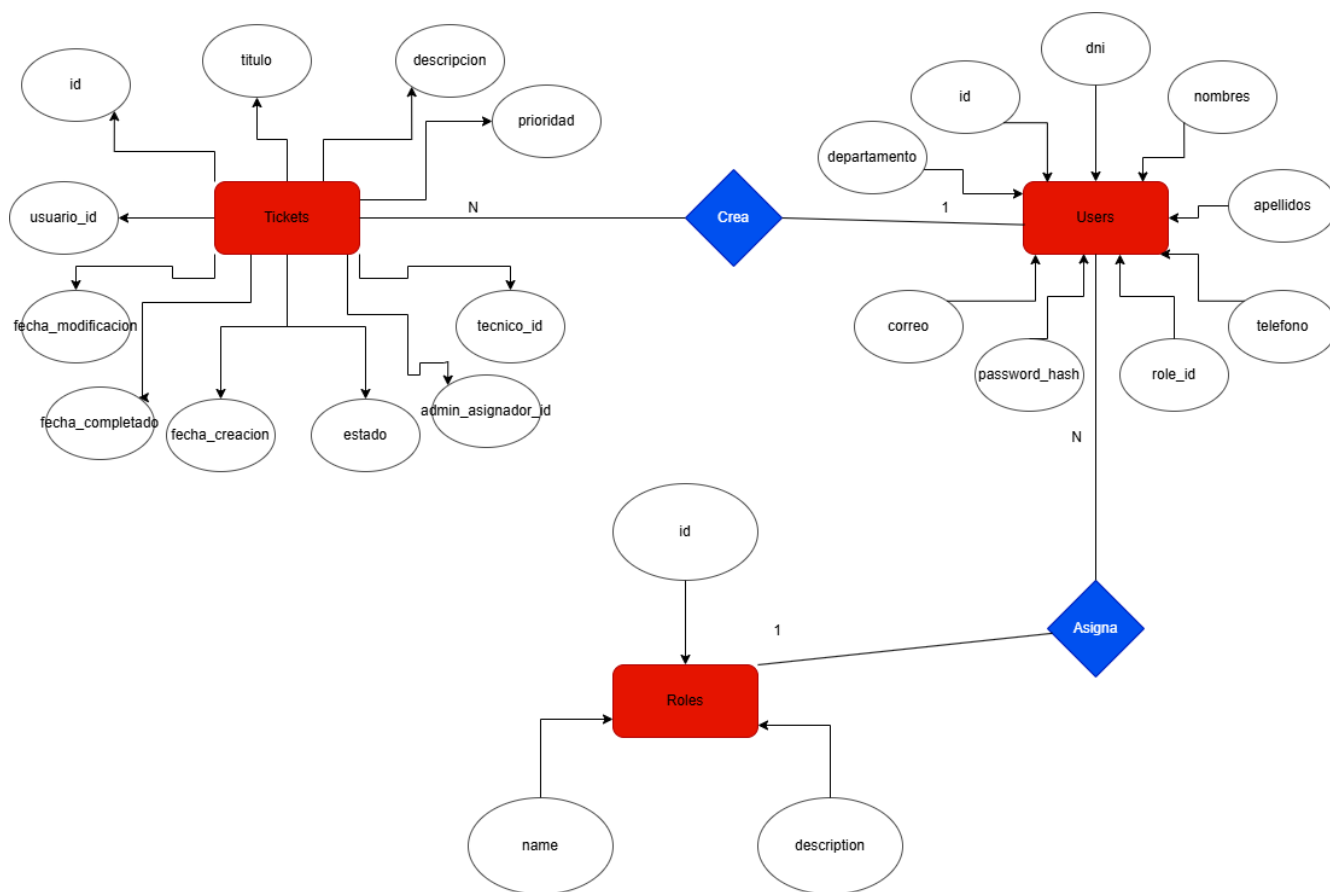 dni
titulo
descripcion
id
id
nombres
prioridad
departamento
usuario_id
Tickets
N
Crea
1
Users
apellidos
fecha_modificacion
tecnico_id
correo
telefono
password_hash
role_id
fecha_completado
fecha_creacion
estado
admin_asignador_id
N
id
1
Asigna
Roles
name
description